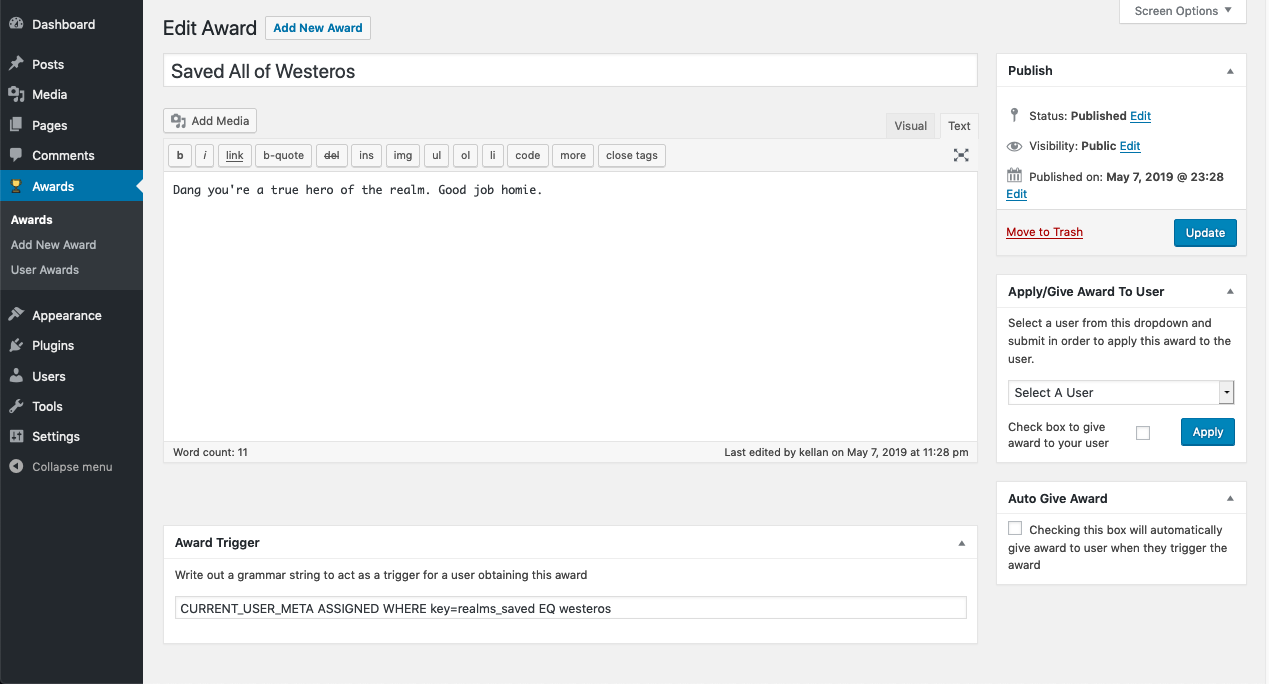 Dashboard
Posts
Media
Pages
Comments
Awards
Awards
Add New Award
User Awards
Appearance
Plugins
Users
Tools
Settings
Collapse menu
Screen Options
Edit Award Add New Award
Saved All of Westeros
Add Media
Visual Text
b i link b-quote del ins img ul ol li code more close tags
Dang you're a true hero of the realm. Good job homie.
Word count: 11 Last edited by kellan on May 7, 2019 at 11:28 pm
Award Trigger
Write out a grammar string to act as a trigger for a user obtaining this award
CURRENT_USER_META ASSIGNED WHERE key=realms_saved EQ westeros
Publish
Status: Published Edit
Visibility: Public Edit
Published on: May 7, 2019 @ 23:28
Edit
Move to Trash Update
Apply/Give Award To User
Select a user from this dropdown and
submit in order to apply this award to the
user.
Select A User
Check box to give
award to your user
Apply
Auto Give Award
Checking this box will automatically
give award to user when they trigger the
award